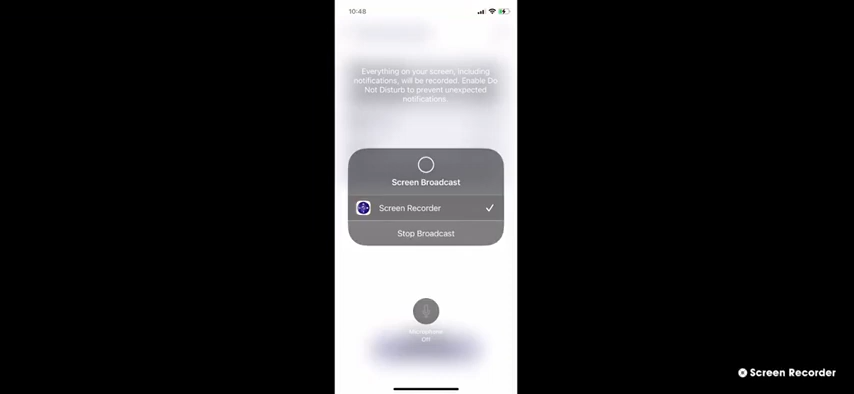 10:48
Everything on your screen, including
notifications, will be recorded. Enable Do
Not Disturb to prevent unexpected
notifications.
Screen Broadcast
Screen Recorder
Stop Broadcast
Microphone
Off
Screen Recorder